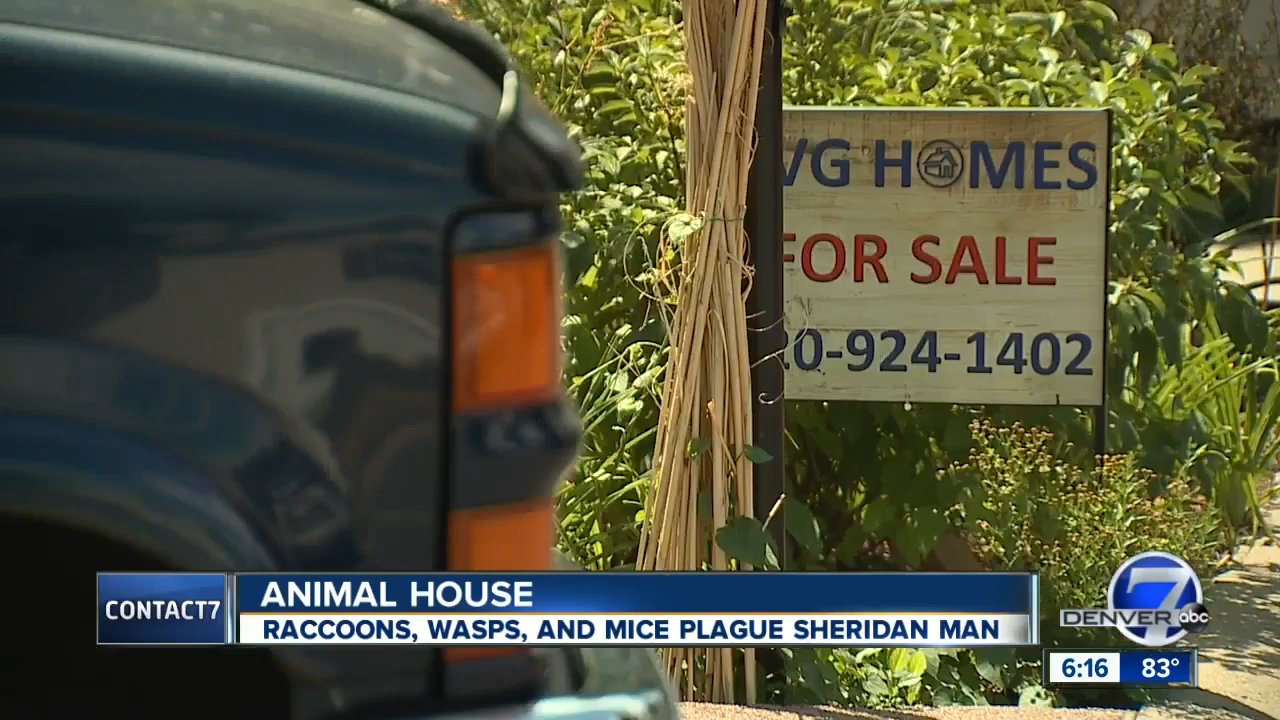 VG HOMES
FOR SALE
20-924-1402
CONTACT7
ANIMAL HOUSE
RACCOONS, WASPS, AND MICE PLAGUE SHERIDAN MAN
DENVER 7 abc
6:16 83°